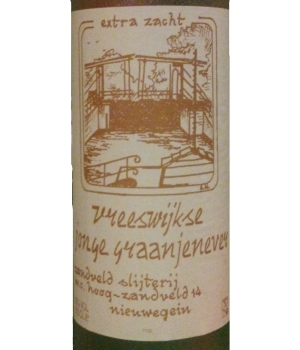 extra zacht
vreeswijkse
jonge graanjenever
zandveld slijterij
hoog-zandveld 14
nieuwegein